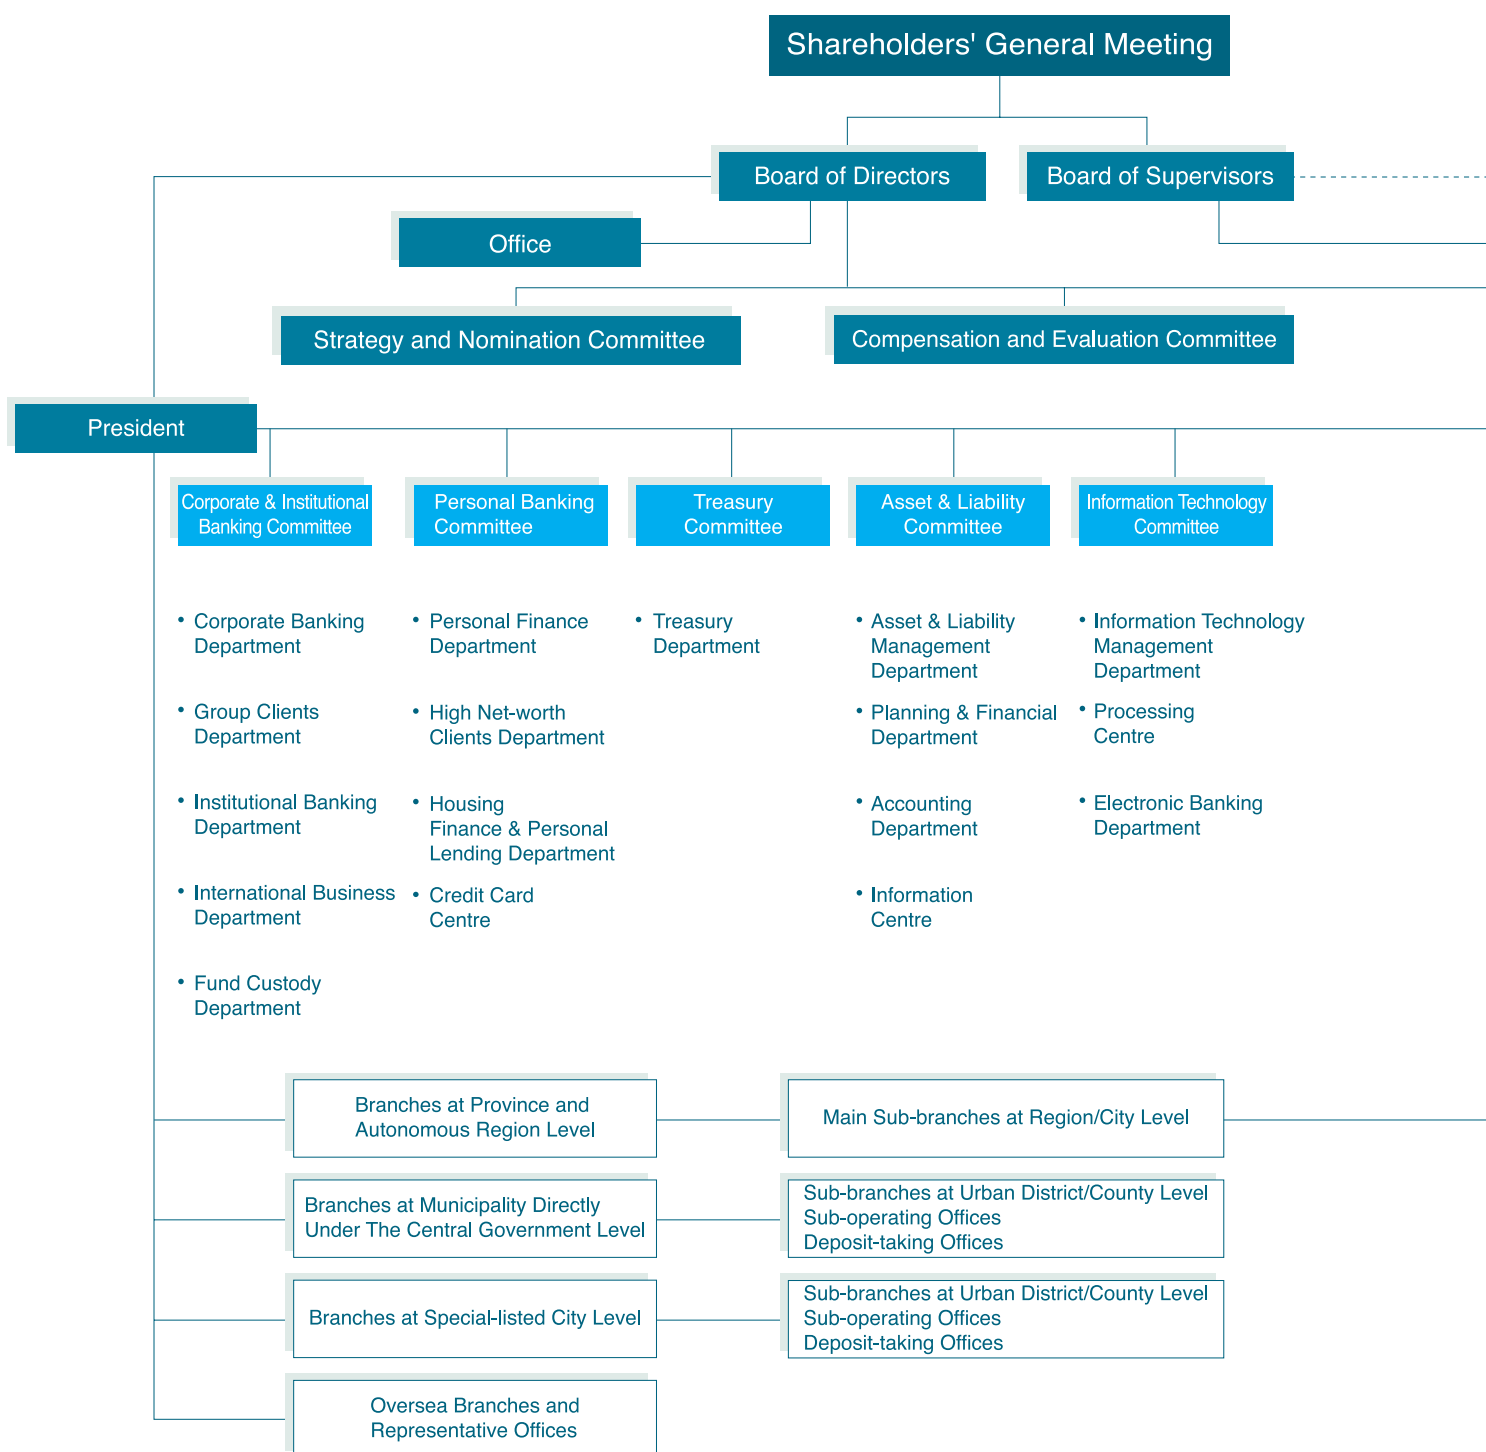 Shareholders' General Meeting
Board of Directors
Board of Supervisors
Office
Strategy and Nomination Committee
Compensation and Evaluation Committee
President
Corporate & Institutional
Banking Committee
Personal Banking
Committee
Treasury
Committee
Asset & Liability
Committee
Information Technology
Committee
• Corporate Banking
Department
• Group Clients
Department
• Institutional Banking
Department
• International Business
Department
• Fund Custody
Department
• Personal Finance
Department
• High Net-worth
Clients Department
• Housing
Finance & Personal
Lending Department
• Credit Card
Centre
• Treasury
Department
• Asset & Liability
Management
Department
• Planning & Financial
Department
• Accounting
Department
• Information
Centre
• Information Technology
Management
Department
• Processing
Centre
• Electronic Banking
Department
Branches at Province and
Autonomous Region Level
Main Sub-branches at Region/City Level
Branches at Municipality Directly
Under The Central Government Level
Sub-branches at Urban District/County Level
Sub-operating Offices
Deposit-taking Offices
Branches at Special-listed City Level
Sub-branches at Urban District/County Level
Sub-operating Offices
Deposit-taking Offices
Oversea Branches and
Representative Offices